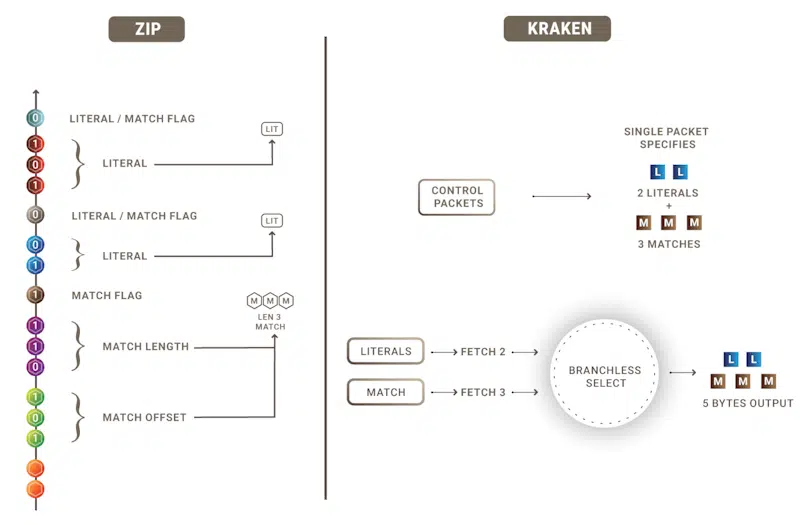 ZIP
0
LITERAL / MATCH FLAG
1
0
1
LITERAL
LIT
0
LITERAL / MATCH FLAG
0
1
LITERAL
LIT
1
MATCH FLAG
1
1
0
MATCH LENGTH
M M M
LEN 3
MATCH
1
0
1
MATCH OFFSET
KRAKEN
CONTROL
PACKETS
SINGLE PACKET
SPECIFIES
L L
2 LITERALS
+
M M M
3 MATCHES
LITERALS
FETCH 2
MATCH
FETCH 3
BRANCHLESS
SELECT
L L
M M M
5 BYTES OUTPUT